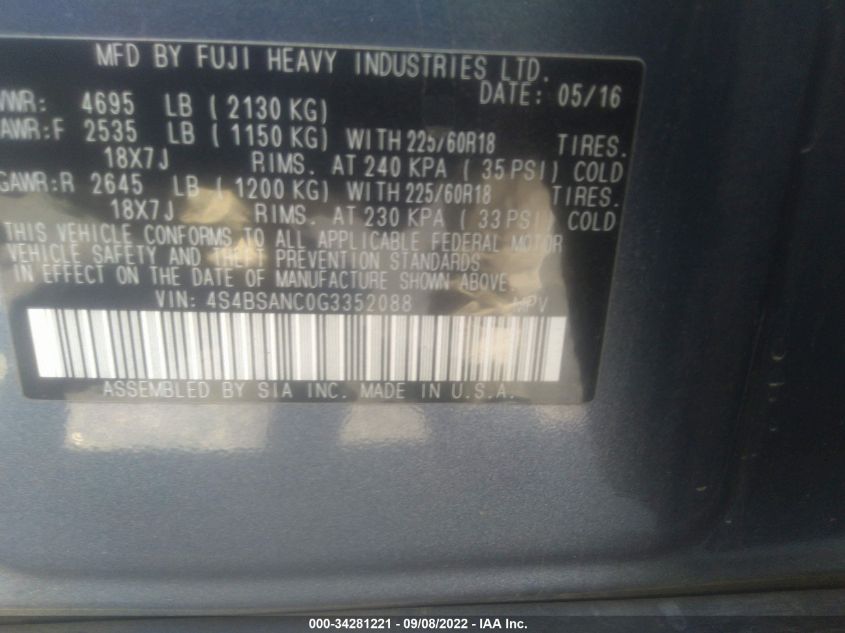 MFD BY FUJI HEAVY INDUSTRIES LTD.
DATE: 05/16
VWR: 4695 LB ( 2130 KG)
AWR:F 2535 LB ( 1150 KG) WITH 225/60R18 TIRES.
18X7J RIMS. AT 240 KPA ( 35 PSI) COLD
GAWR:R 2645 LB ( 1200 KG) WITH 225/60R18 TIRES.
18X7J RIMS. AT 230 KPA ( 33 PSI) COLD
THIS VEHICLE CONFORMS TO ALL APPLICABLE FEDERAL MOTOR
VEHICLE SAFETY AND THEFT PREVENTION STANDARDS
IN EFFECT ON THE DATE OF MANUFACTURE SHOWN ABOVE.
VIN: 4S4BSANC0G3352088 MPV
ASSEMBLED BY SIA INC. MADE IN U.S.A.
000-34281221 - 09/08/2022 - IAA Inc.